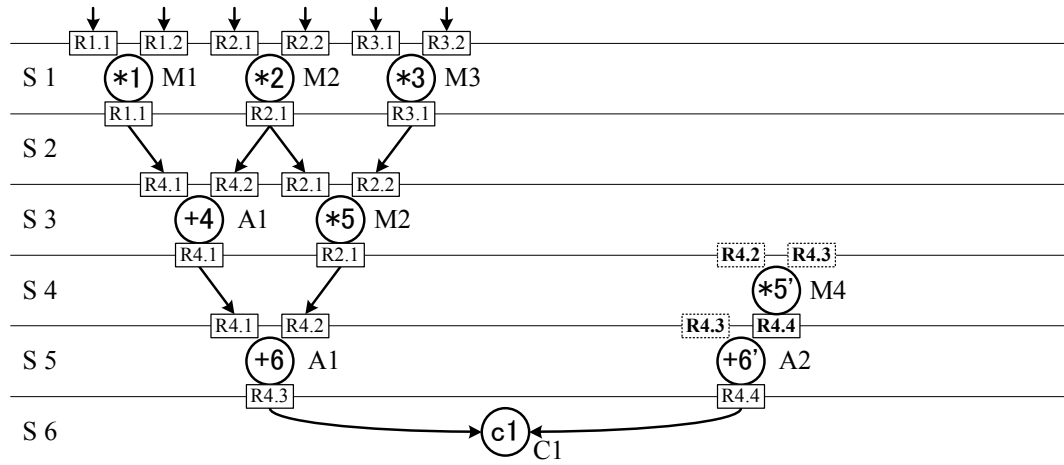 R1.1 R1.2 R2.1 R2.2 R3.1 R3.2
S 1 *1 M1 *2 M2 *3 M3
R1.1 R2.1 R3.1
S 2
R4.1 R4.2 R2.1 R2.2
S 3 +4 A1 *5 M2
R4.1 R2.1 R4.2 R4.3
S 4 *5' M4
R4.1 R4.2 R4.3 R4.4
S 5 +6 A1 +6' A2
R4.3 R4.4
S 6 c1 C1